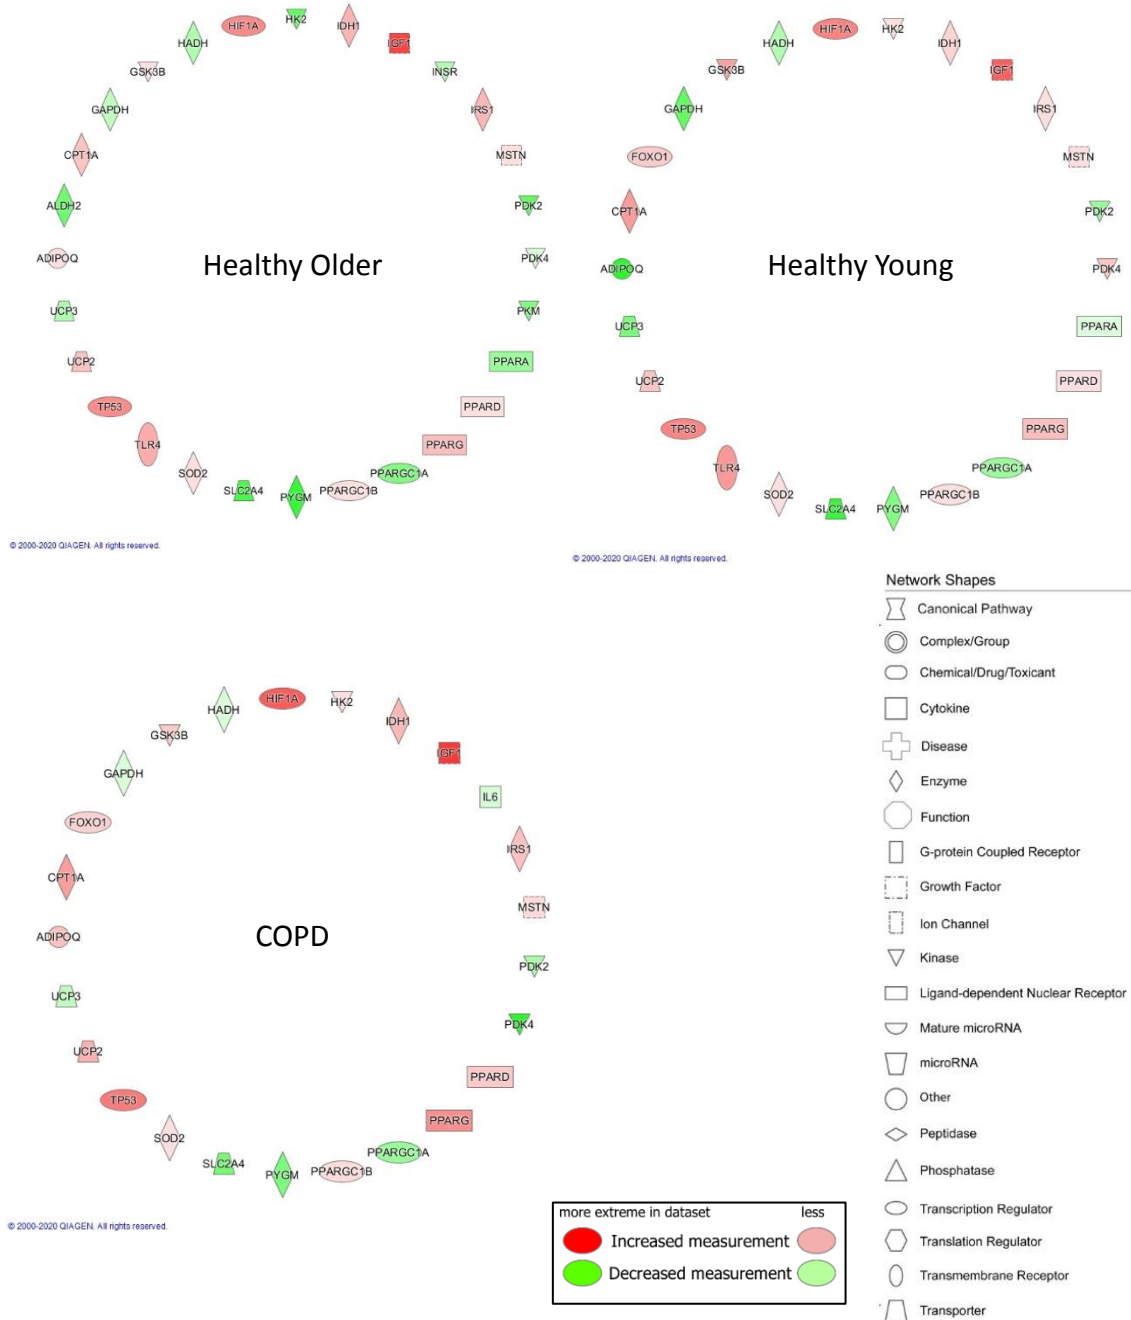 Healthy Older
HIF1A
HK2
IDH1
IGF1
INSR
IRS1
MSTN
PDK2
PDK4
PKM
PPARA
PPARD
PPARG
PPARGC1A
PPARGC1B
PYGM
SLC2A4
SOD2
TLR4
TP53
UCP2
UCP3
ADIPOQ
ALDH2
CPT1A
GAPDH
GSK3B
HADH
© 2000-2020 QIAGEN. All rights reserved.
Healthy Young
HIF1A
HK2
IDH1
IGF1
IRS1
MSTN
PDK2
PDK4
PPARA
PPARD
PPARG
PPARGC1A
PPARGC1B
PYGM
SLC2A4
SOD2
TLR4
TP53
UCP2
UCP3
ADIPOQ
CPT1A
FOXO1
GAPDH
GSK3B
HADH
© 2000-2020 QIAGEN. All rights reserved.
COPD
HIF1A
HK2
IDH1
IGF1
IL6
IRS1
MSTN
PDK2
PDK4
PPARD
PPARG
PPARGC1A
PPARGC1B
PYGM
SLC2A4
SOD2
TP53
UCP2
UCP3
ADIPOQ
CPT1A
FOXO1
GAPDH
GSK3B
HADH
© 2000-2020 QIAGEN. All rights reserved.
more extreme in dataset less
Increased measurement
Decreased measurement
Network Shapes
Canonical Pathway
Complex/Group
Chemical/Drug/Toxicant
Cytokine
Disease
Enzyme
Function
G-protein Coupled Receptor
Growth Factor
Ion Channel
Kinase
Ligand-dependent Nuclear Receptor
Mature microRNA
microRNA
Other
Peptidase
Phosphatase
Transcription Regulator
Translation Regulator
Transmembrane Receptor
Transporter